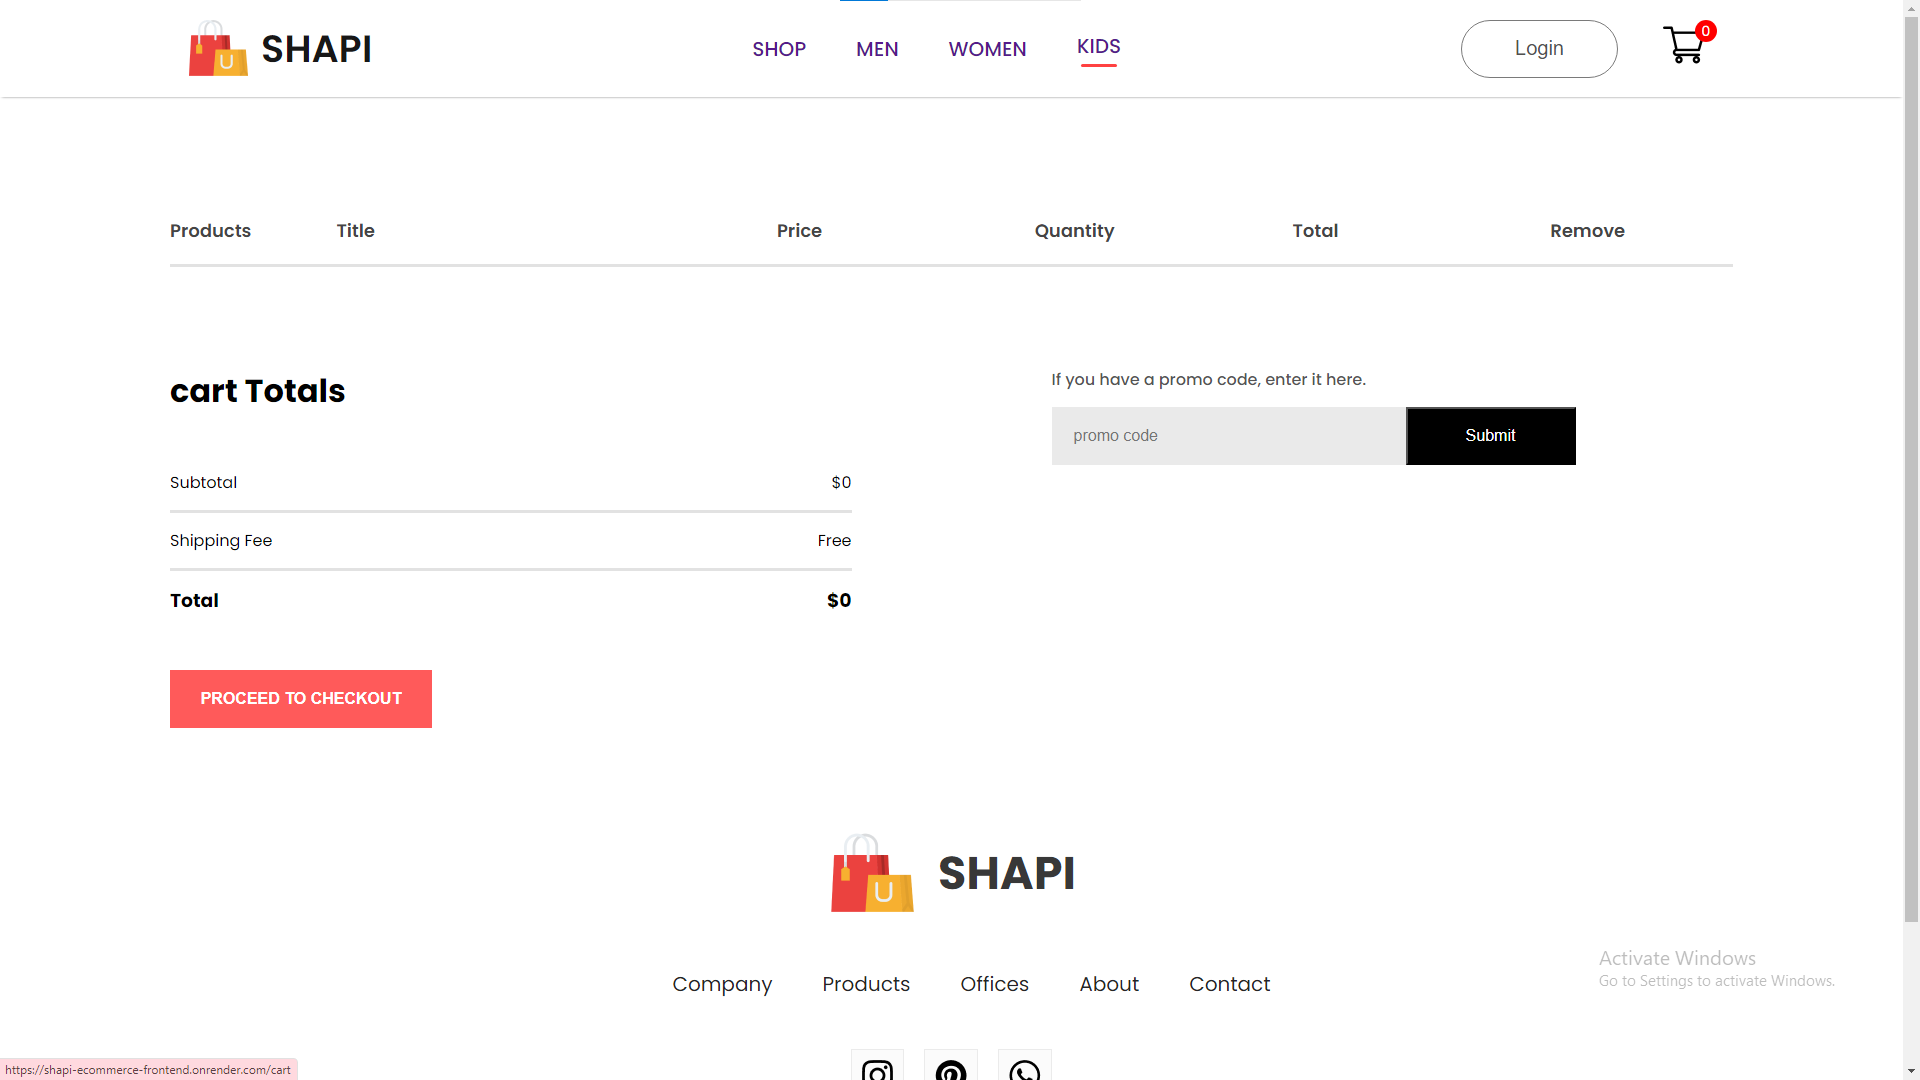 SHAPI
SHOP MEN WOMEN KIDS
Login
0
Products Title Price Quantity Total Remove
cart Totals
Subtotal $0
Shipping Fee Free
Total $0
PROCEED TO CHECKOUT
If you have a promo code, enter it here.
promo code Submit
U
SHAPI
Company Products Offices About Contact
Activate Windows
Go to Settings to activate Windows.
https://shapi-ecommerce-frontend.onrender.com/cart